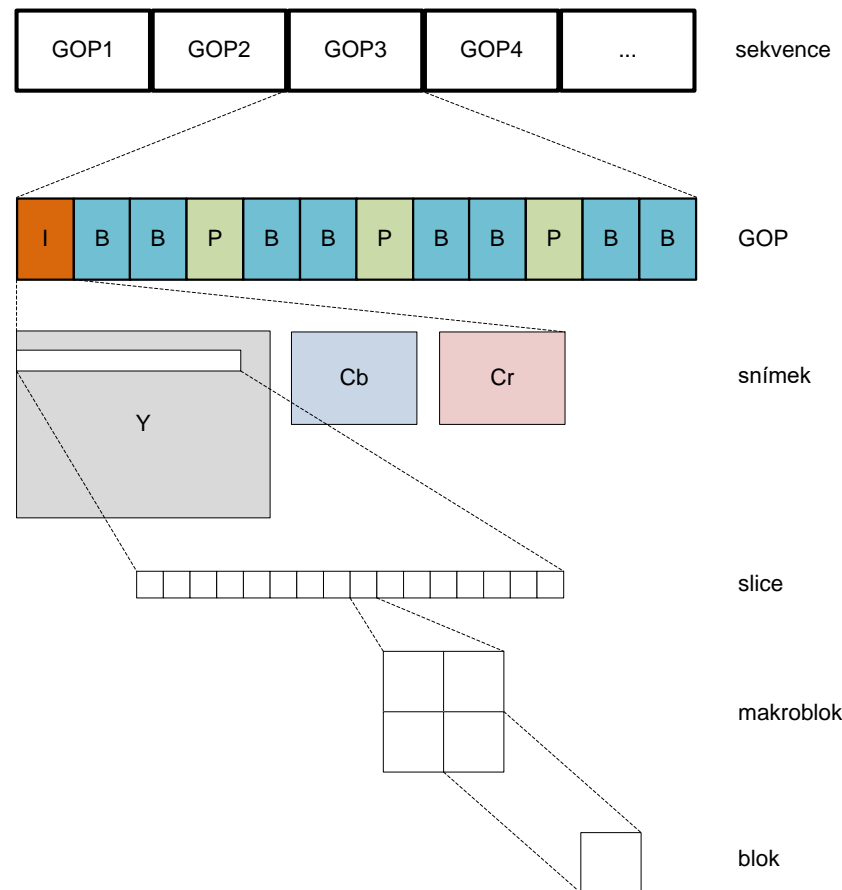 GOP1 GOP2 GOP3 GOP4 ... sekvence
I B B P B B P B B P B B GOP
Cb Cr snímek
Y
slice
makroblok
blok